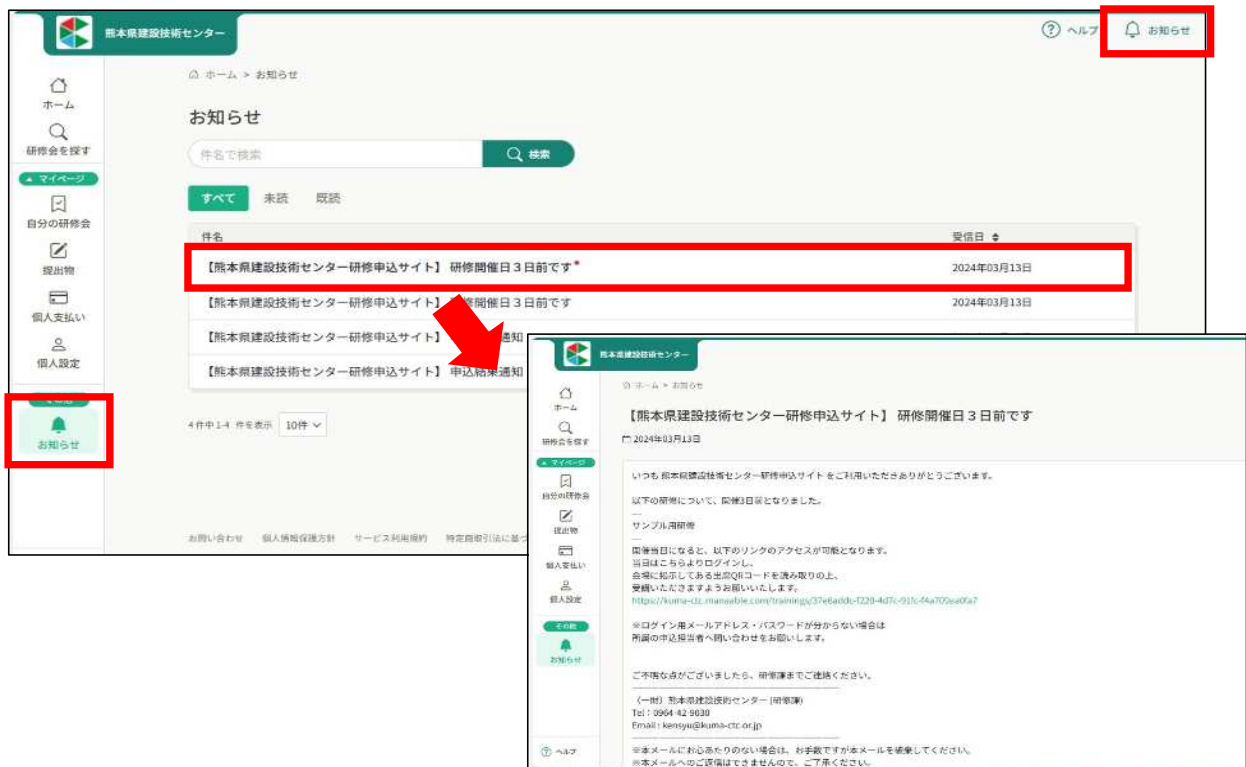 熊本県建設技術センター
ヘルプ
お知らせ
ホーム > お知らせ
ホーム
お知らせ
研修会を探す
件名で検索
検索
マイページ
すべて 未読 既読
自分の研修会
件名 受信日
【熊本県建設技術センター研修申込サイト】 研修開催日3日前です* 2024年03月13日
提出物
【熊本県建設技術センター研修申込サイト】 研修開催日3日前です 2024年03月13日
個人支払い
【熊本県建設技術センター研修申込サイト】 通知
個人設定
【熊本県建設技術センター研修申込サイト】 申込結果通知
お知らせ
4件中1-4 件を表示 10件
お問い合わせ 個人情報保護方針 サービス利用規約 特定商取引法に基づ
熊本県建設技術センター
ホーム > お知らせ
ホーム
【熊本県建設技術センター研修申込サイト】 研修開催日3日前です
研修会を探す
2024年03月13日
マイページ
いつも 熊本県建設技術センター研修申込サイト をご利用いただきありがとうございます。
自分の研修会
以下の研修について、開催3日前となりました。
---
提出物
サンプル用研修
---
個人支払い
開催当日になると、以下のリンクのアクセスが可能となります。
当日はこちらよりログインし、
会場に掲示してある出席QRコードを読み取りの上、
個人設定
受講いただきますようお願いいたします。
その他
※ログイン用メールアドレス・パスワードが分からない場合は
お知らせ
所属の申込担当者へ問い合わせをお願いします。
ご不明な点がございましたら、研修課までご連絡ください。
(一財) 熊本県建設技術センター (研修課)
Tel : 0964-42-9030
Email : kensyu@kuma-ctc.or.jp
ヘルプ
※本メールにお心あたりのない場合は、お手数ですが本メールを破棄してください。
※本メールへのご返信はできませんので、ご了承ください。